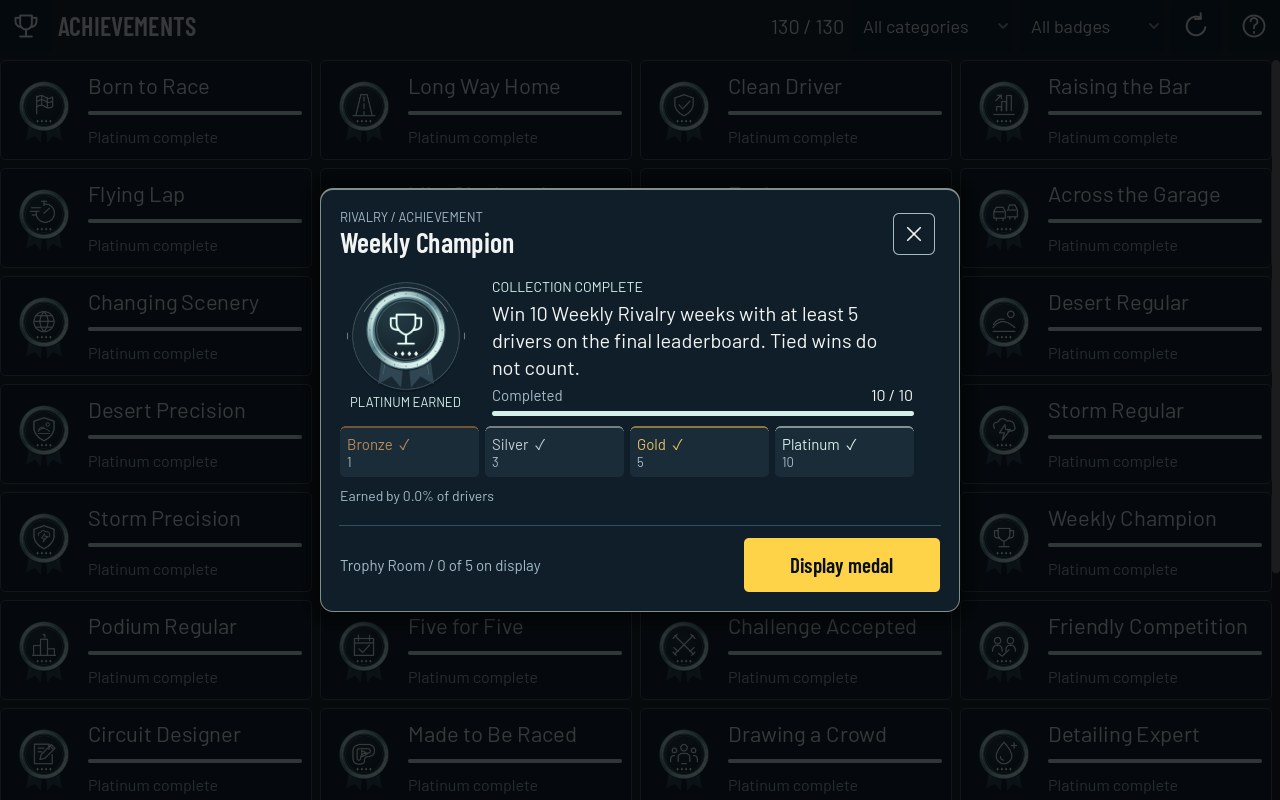 ACHIEVEMENTS
130 / 130
All categories
All badges
Born to Race
Platinum complete
Long Way Home
Platinum complete
Clean Driver
Platinum complete
Raising the Bar
Platinum complete
Flying Lap
Platinum complete
Across the Garage
Platinum complete
RIVALRY / ACHIEVEMENT
Weekly Champion
COLLECTION COMPLETE
Win 10 Weekly Rivalry weeks with at least 5
drivers on the final leaderboard. Tied wins do
not count.
PLATINUM EARNED
Completed
10 / 10
Bronze ✓
1
Silver ✓
3
Gold ✓
5
Platinum ✓
10
Earned by 0.0% of drivers
Trophy Room / 0 of 5 on display
Display medal
Changing Scenery
Platinum complete
Desert Regular
Platinum complete
Desert Precision
Platinum complete
Storm Regular
Platinum complete
Storm Precision
Platinum complete
Weekly Champion
Platinum complete
Podium Regular
Platinum complete
Five for Five
Platinum complete
Challenge Accepted
Platinum complete
Friendly Competition
Platinum complete
Circuit Designer
Platinum complete
Made to Be Raced
Platinum complete
Drawing a Crowd
Platinum complete
Detailing Expert
Platinum complete